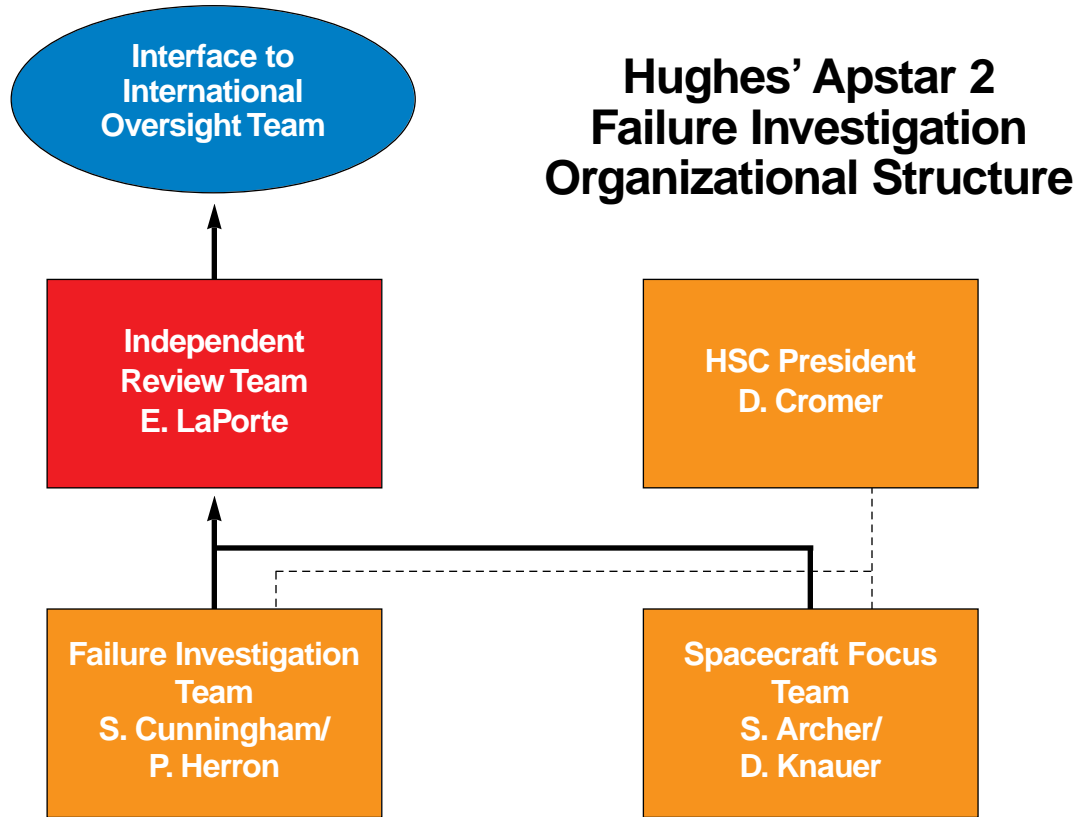 Hughes’ Apstar 2
Failure Investigation
Organizational Structure
Interface to
International
Oversight Team
Independent
Review Team
E. LaPorte
HSC President
D. Cromer
Failure Investigation
Team
S. Cunningham/
P. Herron
Spacecraft Focus
Team
S. Archer/
D. Knauer